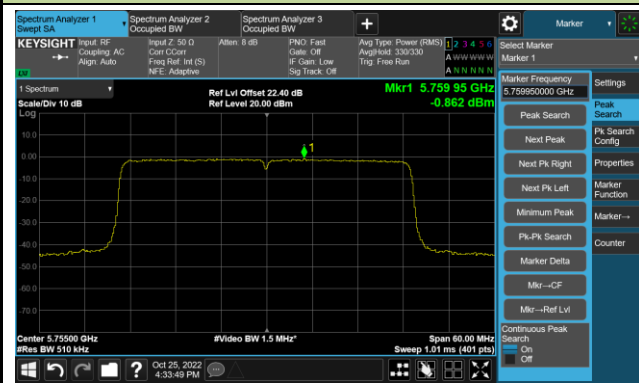 Spectrum Analyzer 1
Swept SA
Spectrum Analyzer 2
Occupied BW
Spectrum Analyzer 3
Occupied BW
Marker
KEYSIGHT
Input: RF
Coupling: AC
Align: Auto
Input Z: 50 Ω
Corr CCorr
Freq Ref: Int (S)
NFE: Adaptive
Atten: 8 dB
PNO: Fast
Gate: Off
IF Gain: Low
Sig Track: Off
Avg Type: Power (RMS)
Avg|Hold: 330/330
Trig: Free Run
1 2 3 4 5 6
A W W W W W
A N N N N N
Select Marker
Marker 1
1 Spectrum
Scale/Div 10 dB
Log
Ref Lvl Offset 22.40 dB
Ref Level 20.00 dBm
Mkr1 5.759 95 GHz
-0.862 dBm
1
10.0
0.00
-10.0
-20.0
-30.0
-40.0
-50.0
-60.0
-70.0
Center 5.75500 GHz
#Res BW 510 kHz
#Video BW 1.5 MHz*
Span 60.00 MHz
Sweep 1.01 ms (401 pts)
Marker Frequency
5.759950000 GHz
Peak Search
Next Peak
Next Pk Right
Next Pk Left
Minimum Peak
Pk-Pk Search
Marker Delta
Mkr→CF
Mkr→Ref Lvl
Continuous Peak
Search
On
Off
Settings
Peak
Search
Pk Search
Config
Properties
Marker
Function
Marker→
Counter
Oct 25, 2022
4:33:49 PM